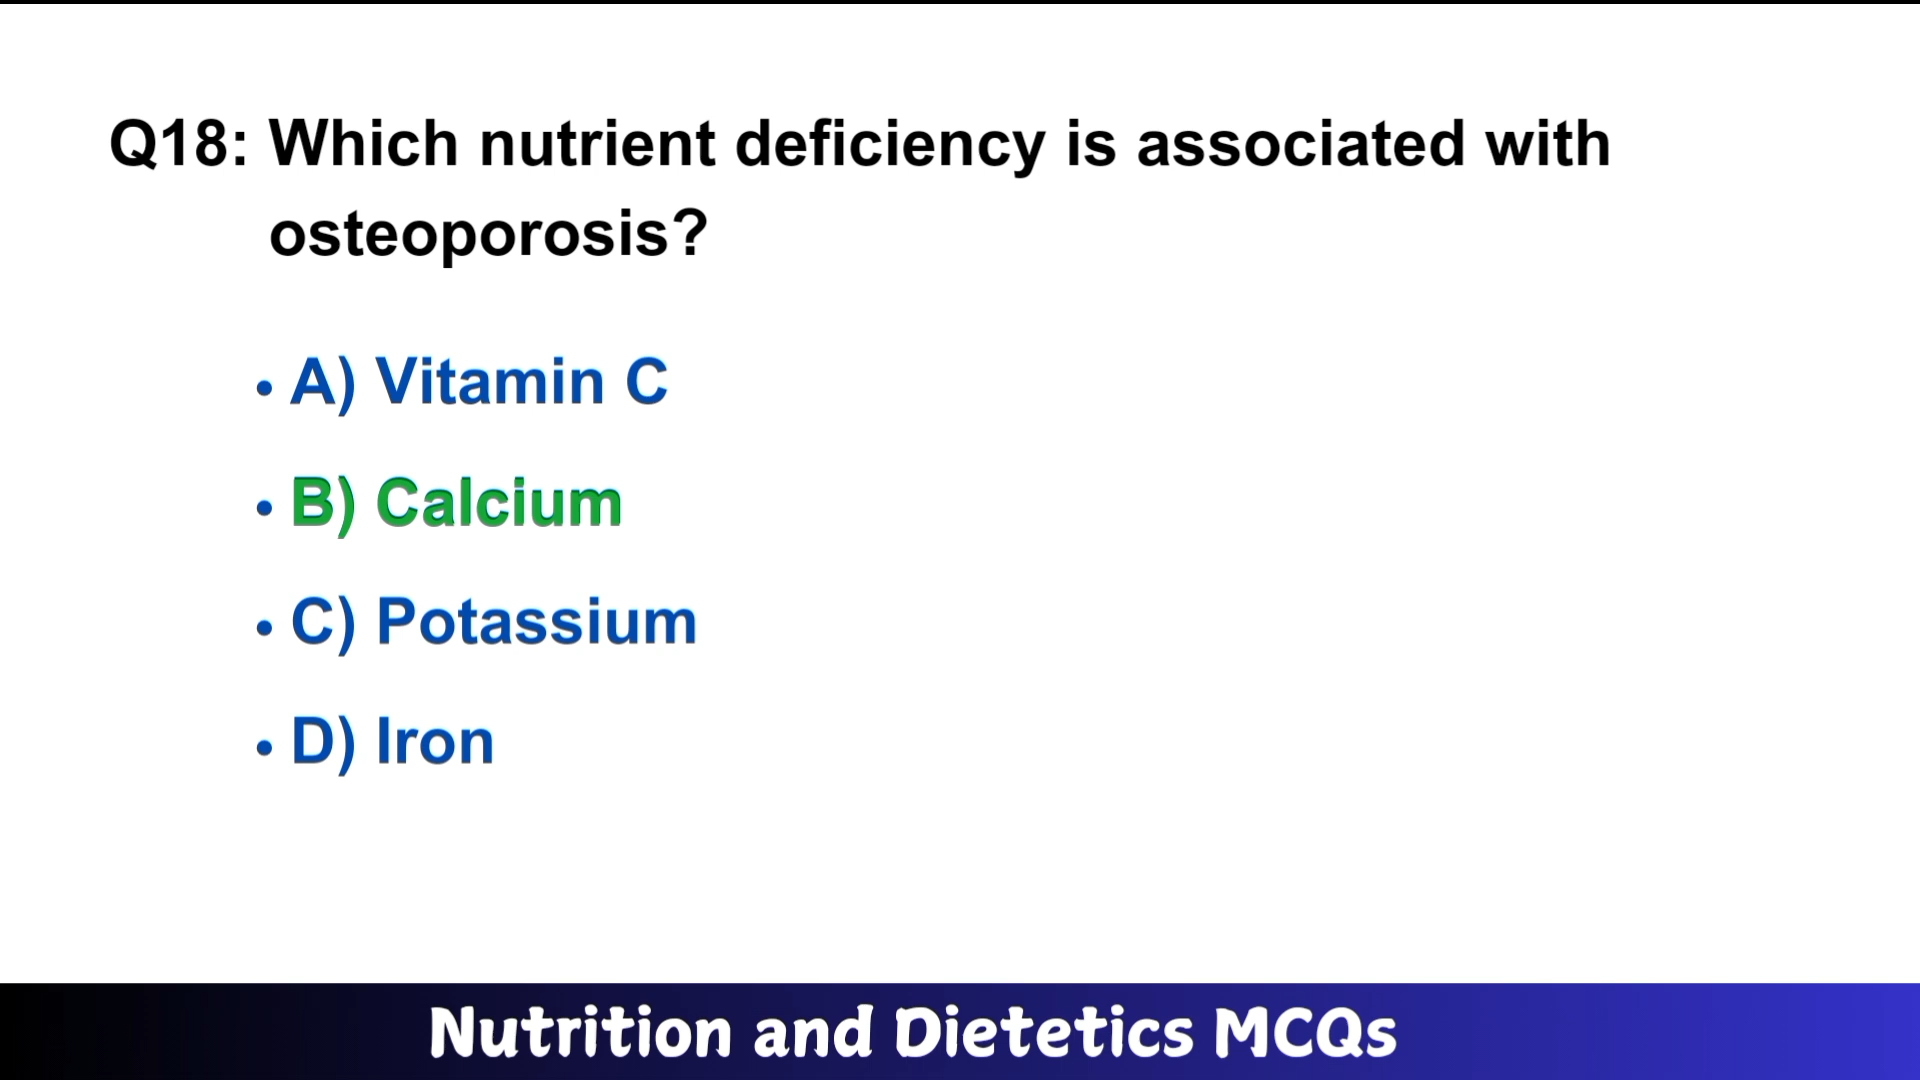 Q18: Which nutrient deficiency is associated with
osteoporosis?
• A) Vitamin C
• B) Calcium
• C) Potassium
• D) Iron
Nutrition and Dietetics MCQs